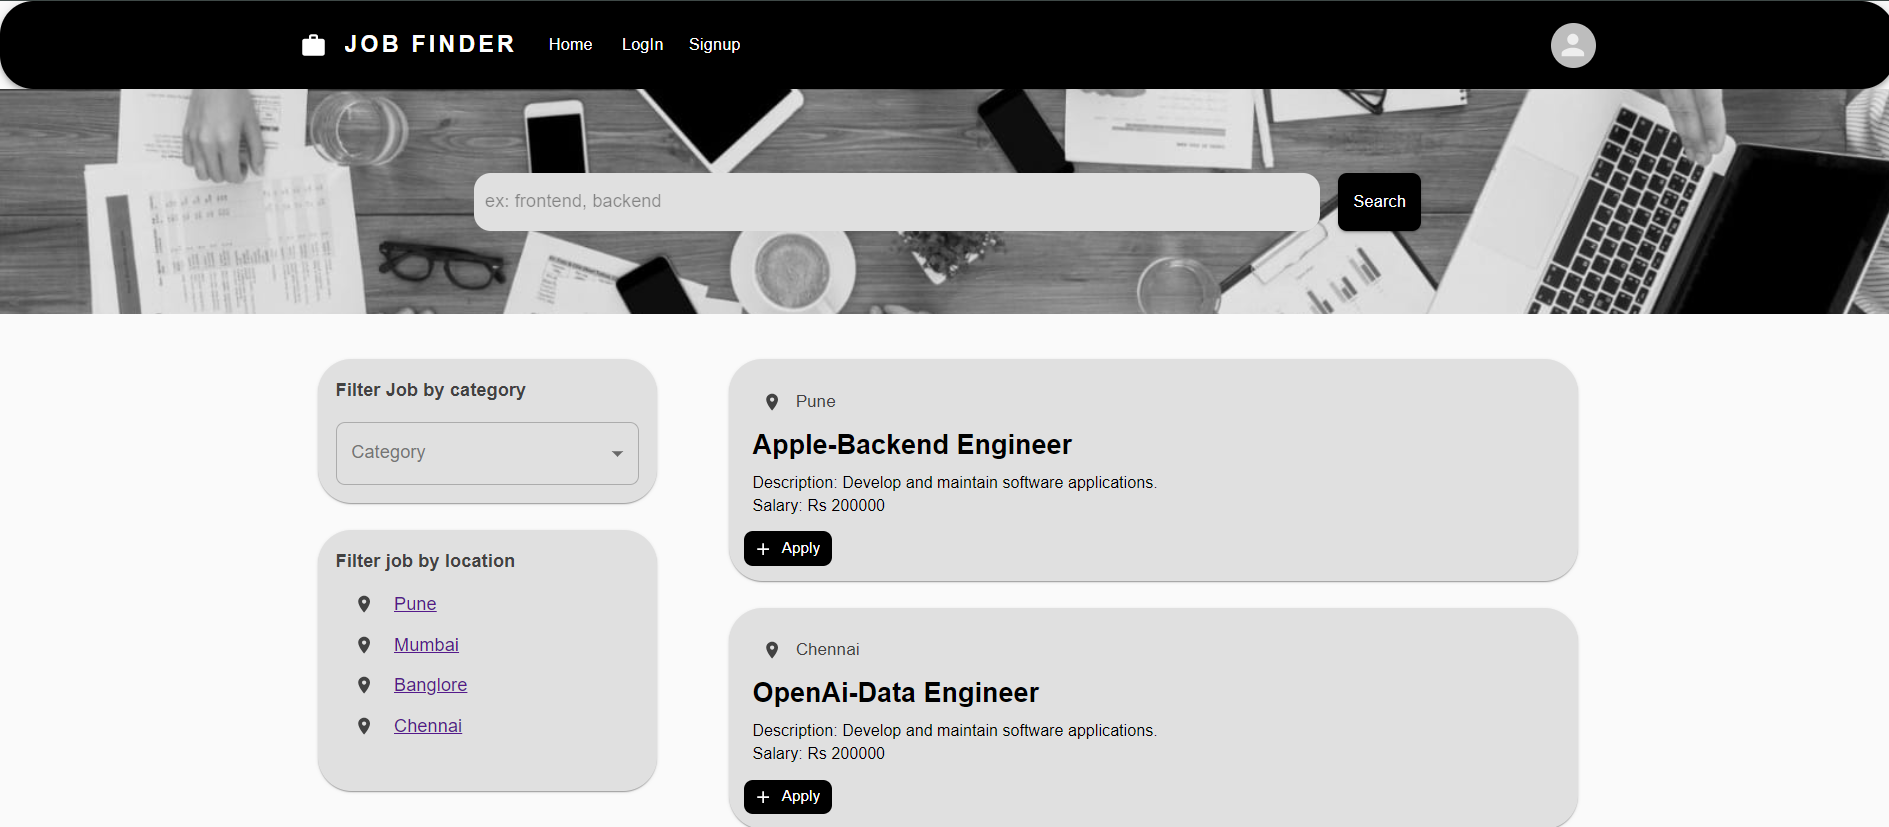 JOB FINDER
Home
LogIn
Signup
ex: frontend, backend
Search
Filter Job by category
Category
Filter job by location
Pune
Mumbai
Banglore
Chennai
Pune
Apple-Backend Engineer
Description: Develop and maintain software applications.
Salary: Rs 200000
+ Apply
Chennai
OpenAi-Data Engineer
Description: Develop and maintain software applications.
Salary: Rs 200000
+ Apply